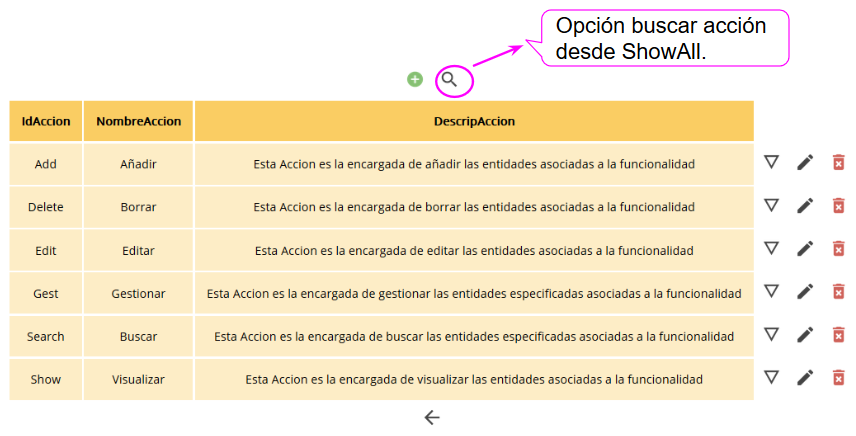 Opción buscar acción
desde ShowAll.
IdAccion NombreAccion DescripAccion
Add Añadir Esta Accion es la encargada de añadir las entidades asociadas a la funcionalidad
Delete Borrar Esta Accion es la encargada de borrar las entidades asociadas a la funcionalidad
Edit Editar Esta Accion es la encargada de editar las entidades asociadas a la funcionalidad
Gest Gestionar Esta Accion es la encargada de gestionar las entidades especificadas asociadas a la funcionalidad
Search Buscar Esta Accion es la encargada de buscar las entidades especificadas asociadas a la funcionalidad
Show Visualizar Esta Accion es la encargada de visualizar las entidades asociadas a la funcionalidad